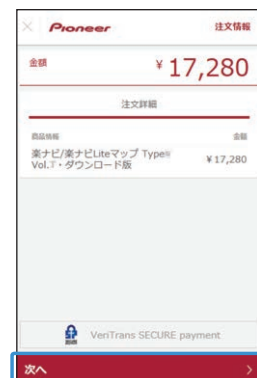 × Pioneer 注文情報
金額 ¥ 17,280
注文詳細
商品情報 金額
楽ナビ/楽ナビLiteマップ Type
Vol. ・ダウンロード版 ¥ 17,280
VeriTrans SECURE payment
次へ >